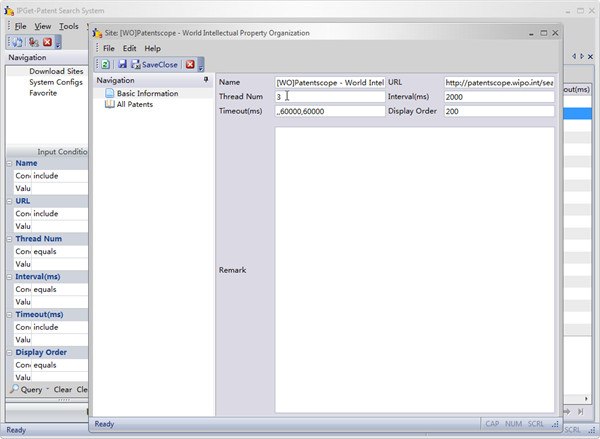 IPGet-Patent Search System
File View Tools
Navigation
Download Sites
System Configs
Favorite
Input Conditio
Name
Con include
Valu
URL
Con include
Valu
Thread Num
Con equals
Valu
Interval(ms)
Con equals
Valu
Timeout(ms)
Con include
Valu
Display Order
Con equals
Valu
Query Clear Cle
Ready
Site: [WO]Patentscope - World Intellectual Property Organization
File Edit Help
SaveClose
Navigation
Basic Information
All Patents
Name [WO]Patentscope - World Intel URL http://patentscope.wipo.int/sea
Thread Num 3 Interval(ms) 2000
Timeout(ms) ,,60000,60000 Display Order 200
Remark
Ready CAP NUM SCRL
out(ms)
SCRL